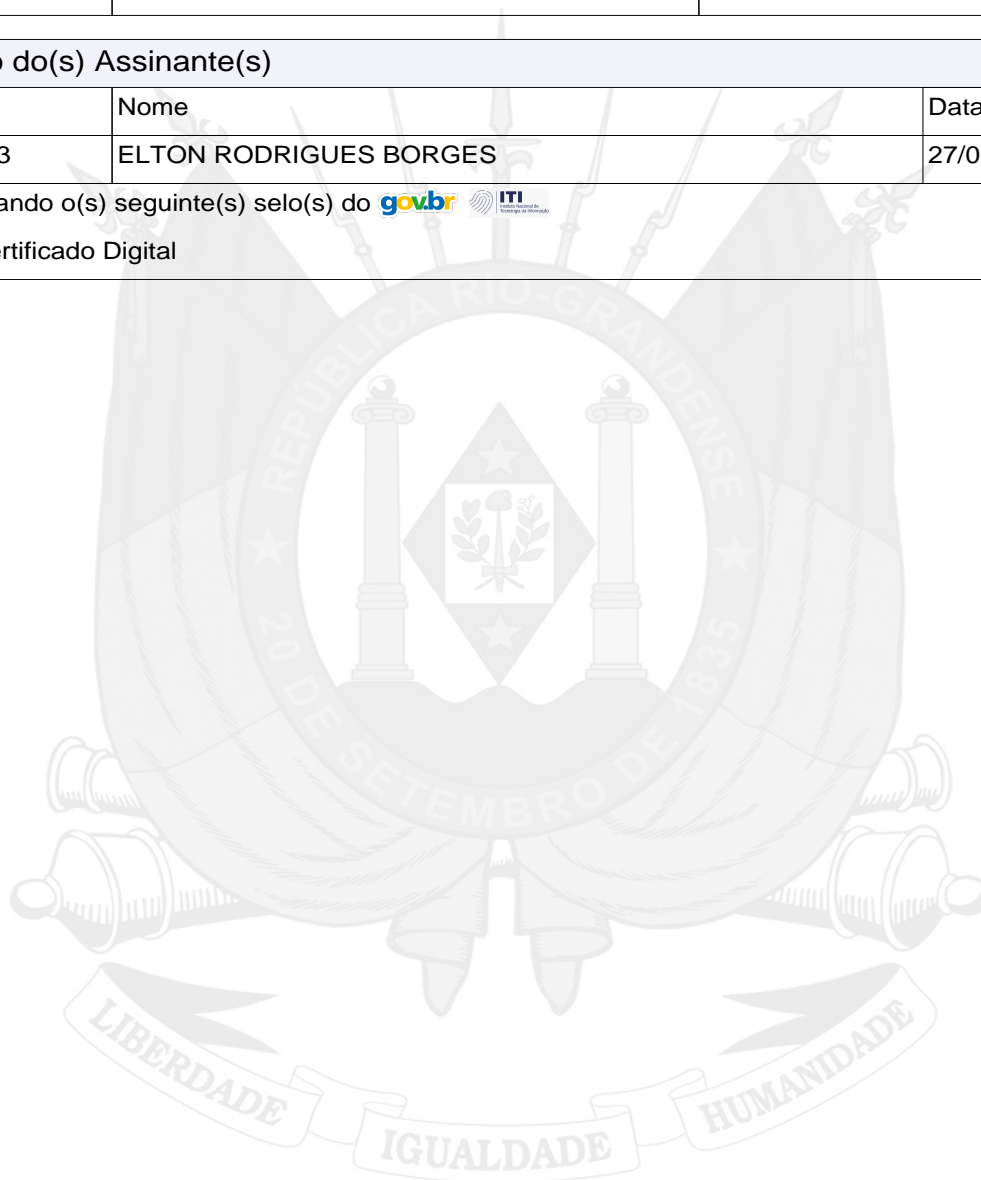 o do(s) Assinante(s)
Nome
Data
3
ELTON RODRIGUES BORGES
27/0
ando o(s) seguinte(s) selo(s) do gov.br ITI
ertificado Digital
REPÚBLICA RIO-GRANDENSE
20 DE SETEMBRO DE 1835
LIBERDADE
IGUALDADE
HUMANIDADE